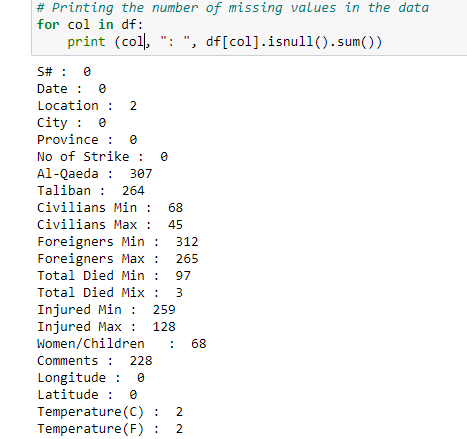 # Printing the number of missing values in the data
for col in df:
    print (col, ": ", df[col].isnull().sum())
S# :  0
Date :  0
Location :  2
City :  0
Province :  0
No of Strike :  0
Al-Qaeda :  307
Taliban :  264
Civilians Min :  68
Civilians Max :  45
Foreigners Min :  312
Foreigners Max :  265
Total Died Min :  97
Total Died Mix :  3
Injured Min :  259
Injured Max :  128
Women/Children   :  68
Comments :  228
Longitude :  0
Latitude :  0
Temperature(C) :  2
Temperature(F) :  2